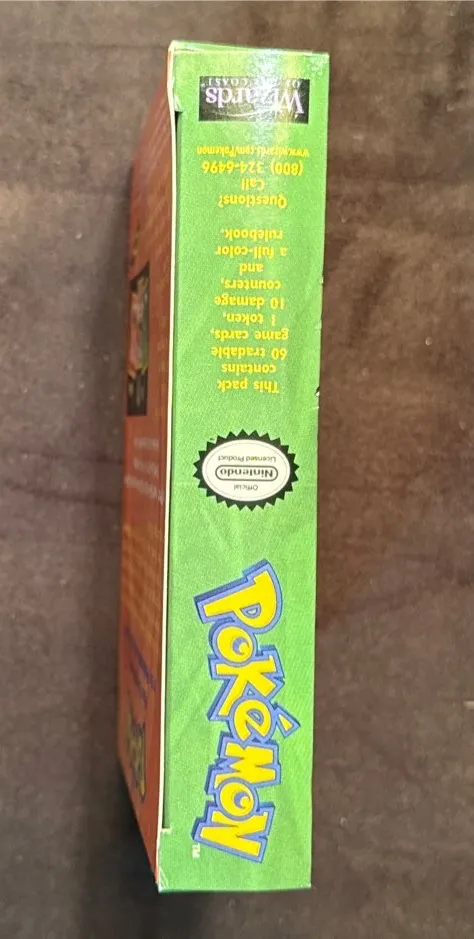 POKéMON
TM
Official
Nintendo
Licensed Product
This pack
contains
60 tradable
game cards,
1 token,
10 damage
counters,
and
a full-color
rulebook.
Questions?
Call
(800) 324-6496
www.wizards.com/Pokemon
Wizards
OF THE COAST